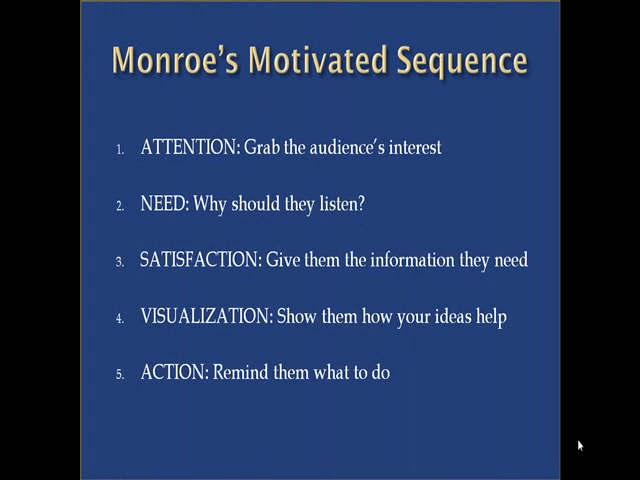 Monroe’s Motivated Sequence
1. ATTENTION: Grab the audience’s interest
2. NEED: Why should they listen?
3. SATISFACTION: Give them the information they need
4. VISUALIZATION: Show them how your ideas help
5. ACTION: Remind them what to do